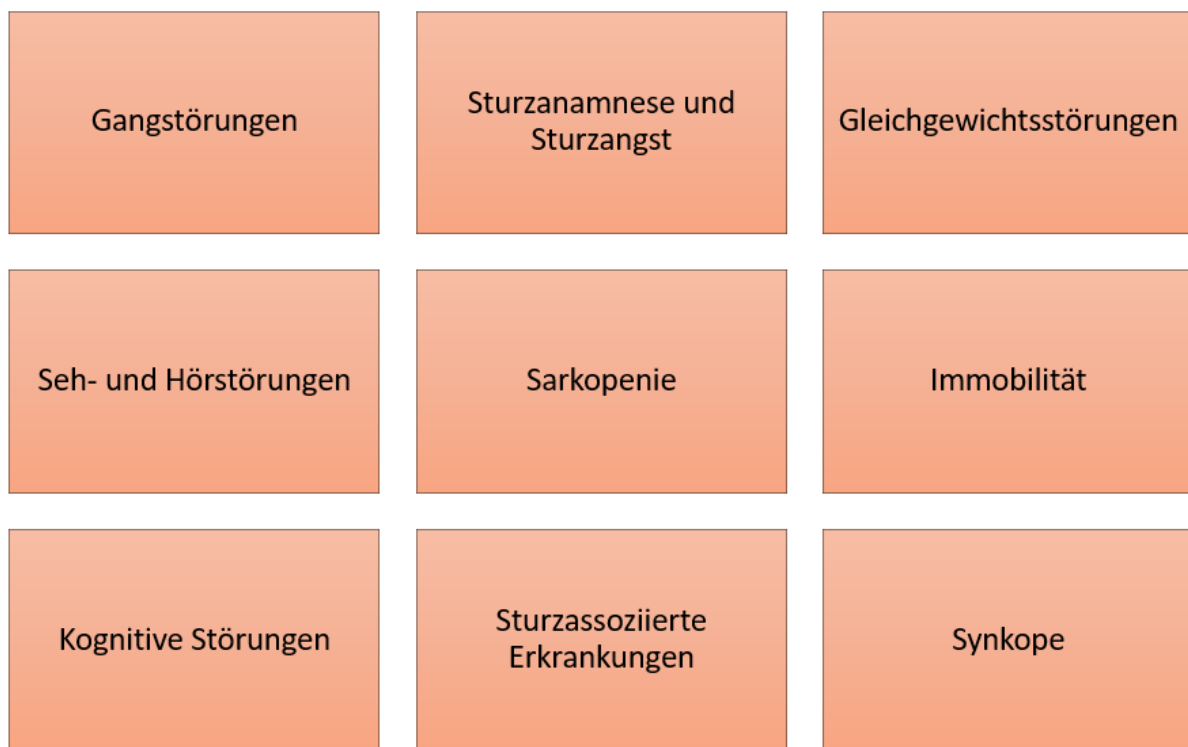 Gangstörungen
Sturzanamnese und
Sturzangst
Gleichgewichtsstörungen
Seh- und Hörstörungen
Sarkopenie
Immobilität
Kognitive Störungen
Sturzassoziierte
Erkrankungen
Synkope